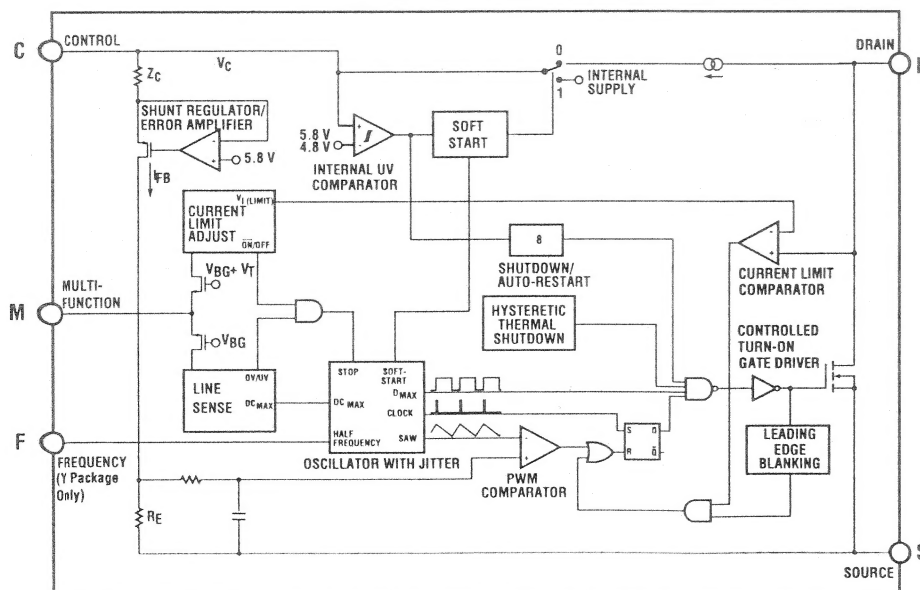 C
CONTROL
V_C
Z_C
0
1
INTERNAL
SUPPLY
DRAIN
SHUNT REGULATOR/
ERROR AMPLIFIER
-
+
5.8 V
I_FB
5.8 V
4.8 V
+
-
INTERNAL UV
COMPARATOR
SOFT
START
V_I (LIMIT)
CURRENT
LIMIT
ADJUST
ON/OFF
8
SHUTDOWN/
AUTO-RESTART
-
+
CURRENT LIMIT
COMPARATOR
V_BG + V_T
M
MULTI-
FUNCTION
V_BG
HYSTERETIC
THERMAL
SHUTDOWN
CONTROLLED
TURN-ON
GATE DRIVER
OV/UV
LINE
SENSE
DC_MAX
STOP
SOFT-
START
D_MAX
DC_MAX
CLOCK
HALF
FREQUENCY
SAW
OSCILLATOR WITH JITTER
-
+
PWM
COMPARATOR
S
Q
R
Q̅
LEADING
EDGE
BLANKING
F
FREQUENCY
(Y Package
Only)
R_E
S
SOURCE